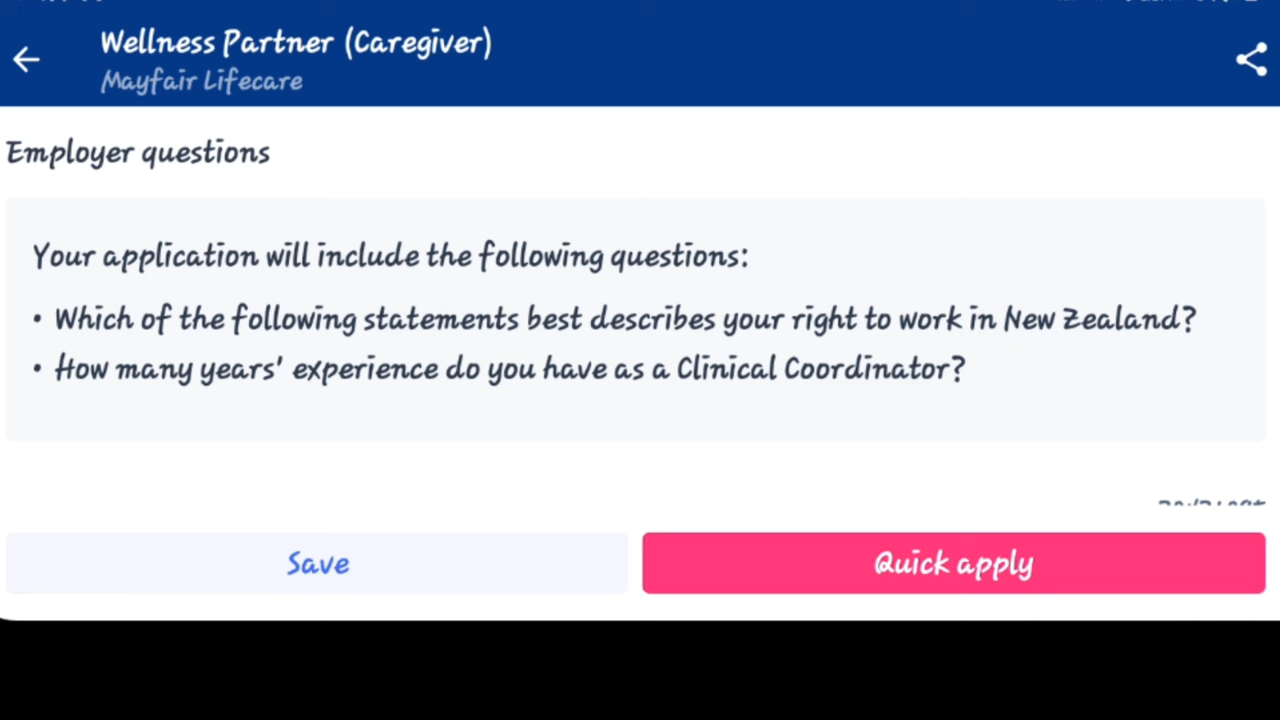 Wellness Partner (Caregiver)
Mayfair Lifecare
Employer questions
Your application will include the following questions:
• Which of the following statements best describes your right to work in New Zealand?
• How many years' experience do you have as a Clinical Coordinator?
Save
Quick apply